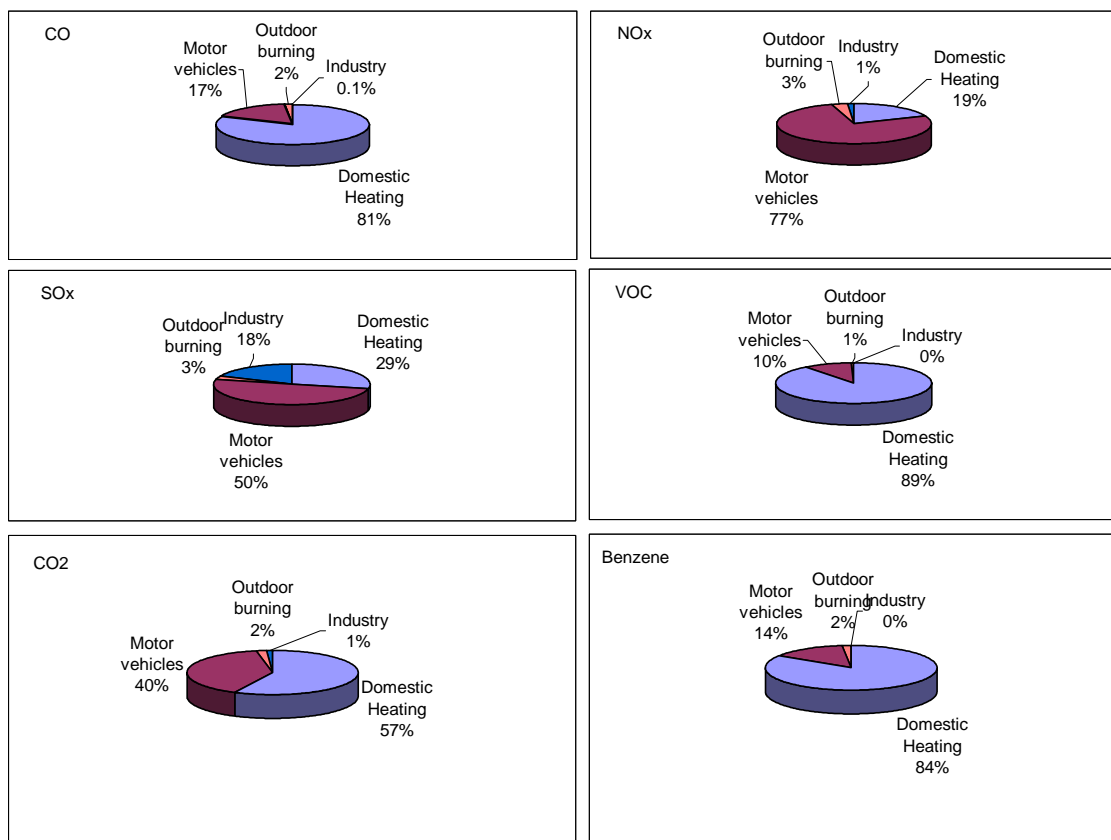 CO
Motor
vehicles
17%
Outdoor
burning
2%
Industry
0.1%
Domestic
Heating
81%
NOx
Outdoor
burning
3%
Industry
1%
Domestic
Heating
19%
Motor
vehicles
77%
SOx
Outdoor
burning
3%
Industry
18%
Domestic
Heating
29%
Motor
vehicles
50%
VOC
Motor
vehicles
10%
Outdoor
burning
1%
Industry
0%
Domestic
Heating
89%
CO2
Motor
vehicles
40%
Outdoor
burning
2%
Industry
1%
Domestic
Heating
57%
Benzene
Motor
vehicles
14%
Outdoor
burning
2%
Industry
0%
Domestic
Heating
84%